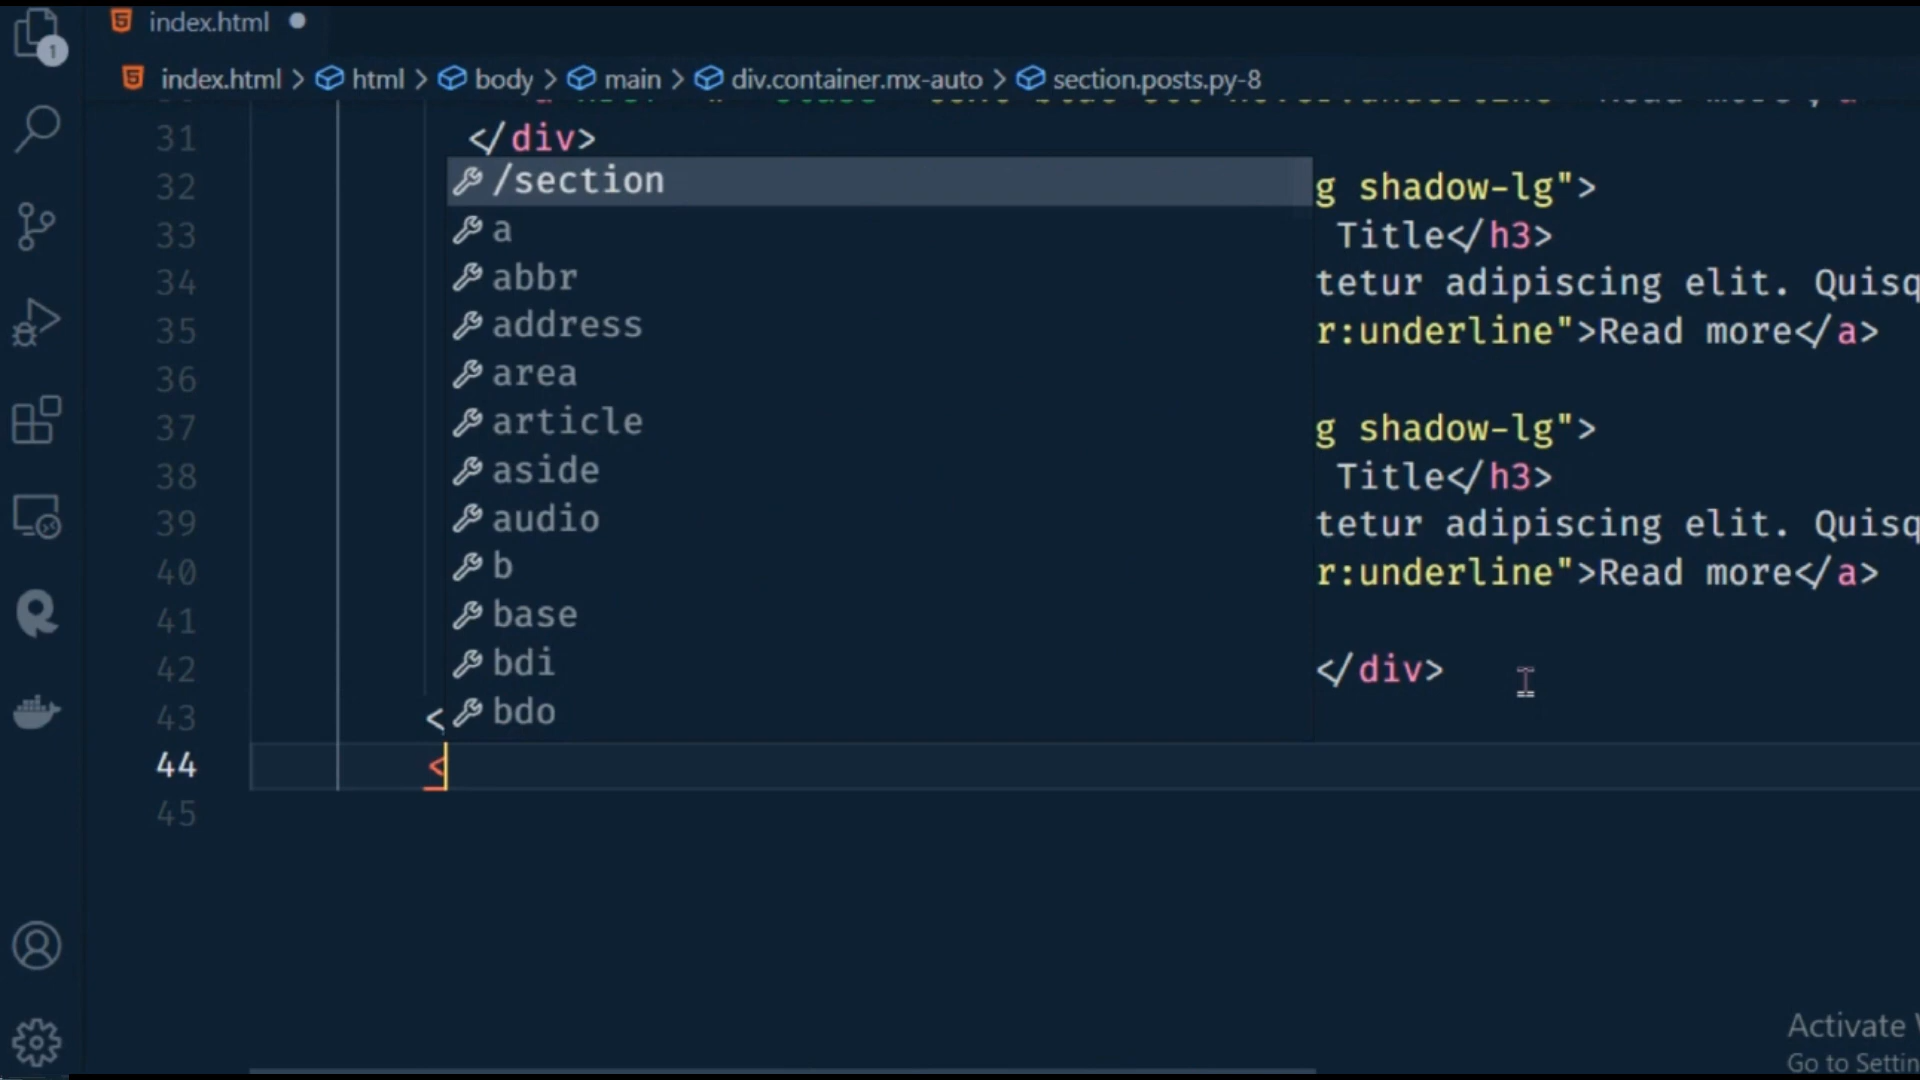 1
index.html
index.html > html > body > main > div.container.mx-auto > section.posts.py-8
31 </div>
32 g shadow-lg">
33 Title</h3>
34 tetur adipiscing elit. Quisq
35 r:underline">Read more</a>
36
37 g shadow-lg">
38 Title</h3>
39 tetur adipiscing elit. Quisq
40 r:underline">Read more</a>
41
42 </div>
43 <
44 <
45
/section
a
abbr
address
area
article
aside
audio
b
base
bdi
bdo
Activate
Go to Settin